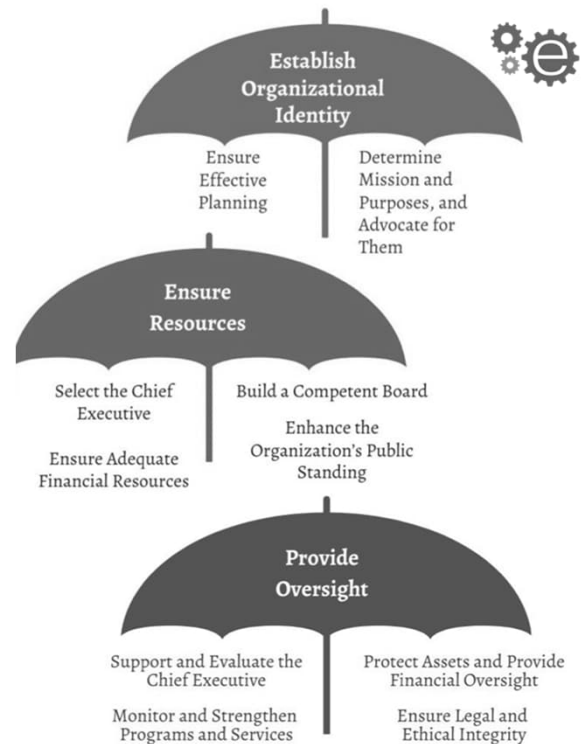 e
Establish
Organizational
Identity
Ensure
Effective
Planning
Determine
Mission and
Purposes, and
Advocate for
Them
Ensure
Resources
Select the Chief
Executive
Ensure Adequate
Financial Resources
Build a Competent Board
Enhance the
Organization's Public
Standing
Provide
Oversight
Support and Evaluate the
Chief Executive
Monitor and Strengthen
Programs and Services
Protect Assets and Provide
Financial Oversight
Ensure Legal and
Ethical Integrity